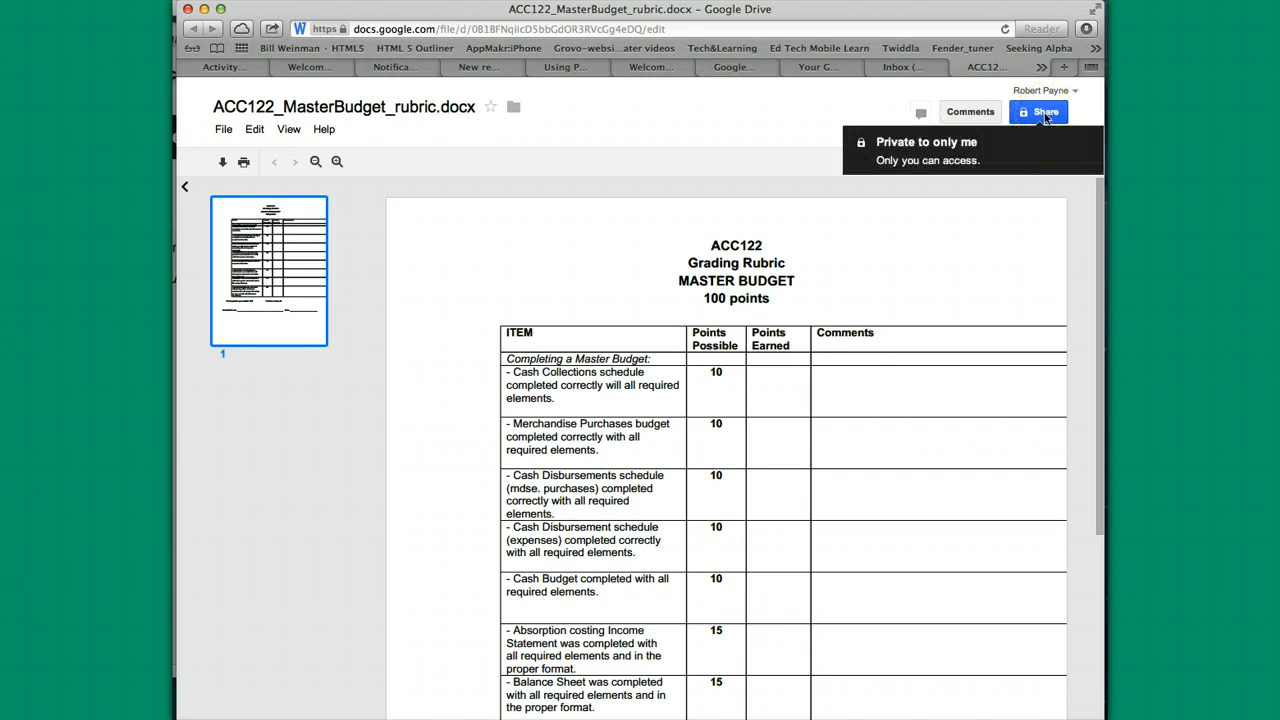 ACC122_MasterBudget_rubric.docx – Google Drive
W https docs.google.com/file/d/0B1BFNqiicD5bbGdOR3RVcGg4eDQ/edit Reader
Bill Weinman - HTML5 HTML 5 Outliner AppMakr:iPhone Grovo-websi...ater videos Tech&Learning Ed Tech Mobile Learn Twiddla Fender_tuner Seeking Alpha
Activity... Welcom... Notifica... New re... Using P... Welcom... Google... Your G... Inbox (... ACC12...
Robert Payne
ACC122_MasterBudget_rubric.docx
Comments Share
File Edit View Help
Private to only me
Only you can access.
1
ACC122
Grading Rubric
MASTER BUDGET
100 points
ITEM Points Possible Points Earned Comments
Completing a Master Budget:
- Cash Collections schedule 10
completed correctly will all required
elements.
- Merchandise Purchases budget 10
completed correctly with all
required elements.
- Cash Disbursements schedule 10
(mdse. purchases) completed
correctly with all required
elements.
- Cash Disbursement schedule 10
(expenses) completed correctly
with all required elements.
- Cash Budget completed with all 10
required elements.
- Absorption costing Income 15
Statement was completed with
all required elements and in the
proper format.
- Balance Sheet was completed 15
with all required elements and in
the proper format.